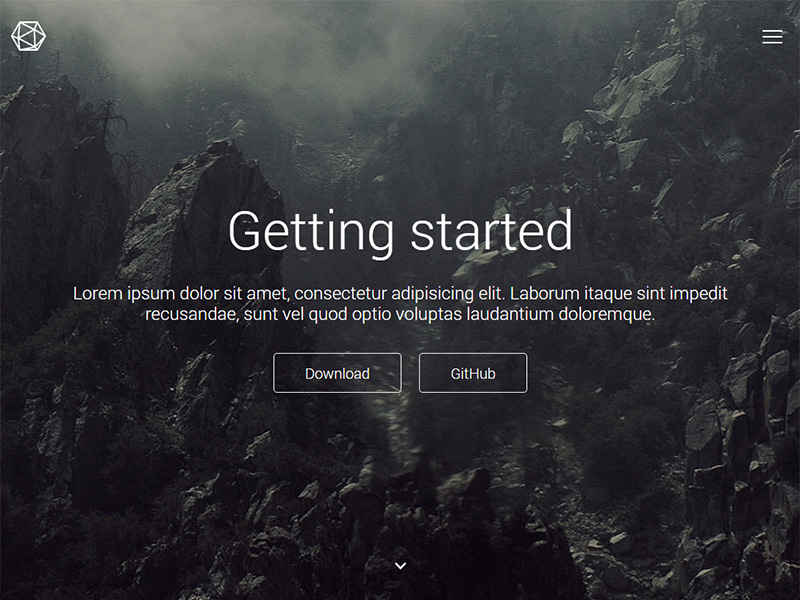 Getting started
Lorem ipsum dolor sit amet, consectetur adipisicing elit. Laborum itaque sint impedit
recusandae, sunt vel quod optio voluptas laudantium doloremque.
Download
GitHub